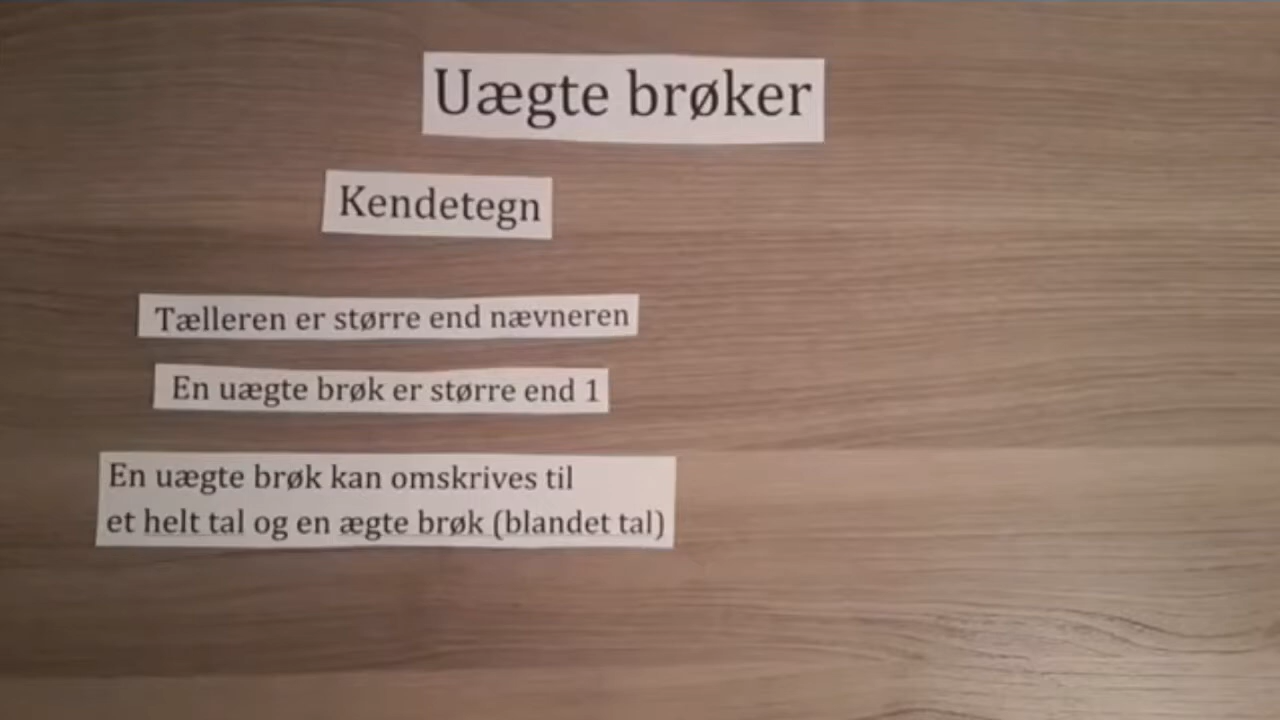 Uægte brøker
Kendetegn
Tælleren er større end nævneren
En uægte brøk er større end 1
En uægte brøk kan omskrives til
et helt tal og en ægte brøk (blandet tal)